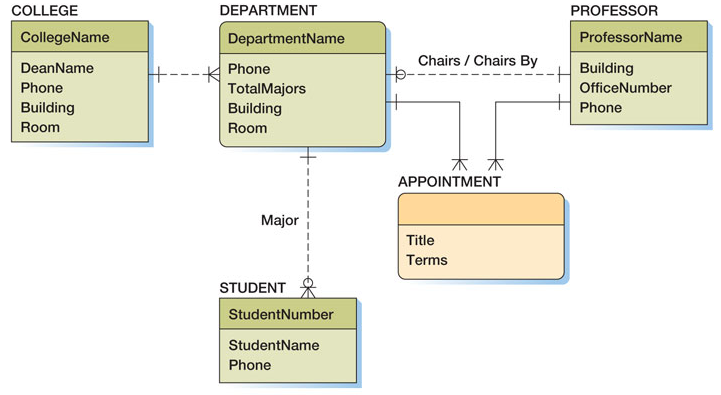 COLLEGE
CollegeName
DeanName
Phone
Building
Room
DEPARTMENT
DepartmentName
Phone
TotalMajors
Building
Room
Chairs / Chairs By
PROFESSOR
ProfessorName
Building
OfficeNumber
Phone
APPOINTMENT
Title
Terms
Major
STUDENT
StudentNumber
StudentName
Phone